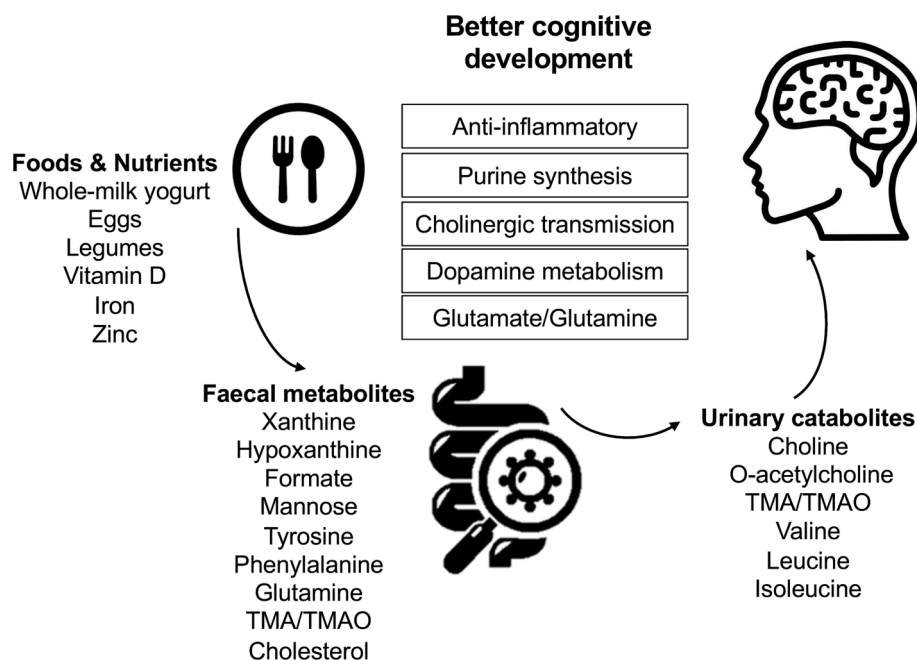 Better cognitive
development
Anti-inflammatory
Purine synthesis
Cholinergic transmission
Dopamine metabolism
Glutamate/Glutamine
Foods & Nutrients
Whole-milk yogurt
Eggs
Legumes
Vitamin D
Iron
Zinc
Faecal metabolites
Xanthine
Hypoxanthine
Formate
Mannose
Tyrosine
Phenylalanine
Glutamine
TMA/TMAO
Cholesterol
Urinary catabolites
Choline
O-acetylcholine
TMA/TMAO
Valine
Leucine
Isoleucine